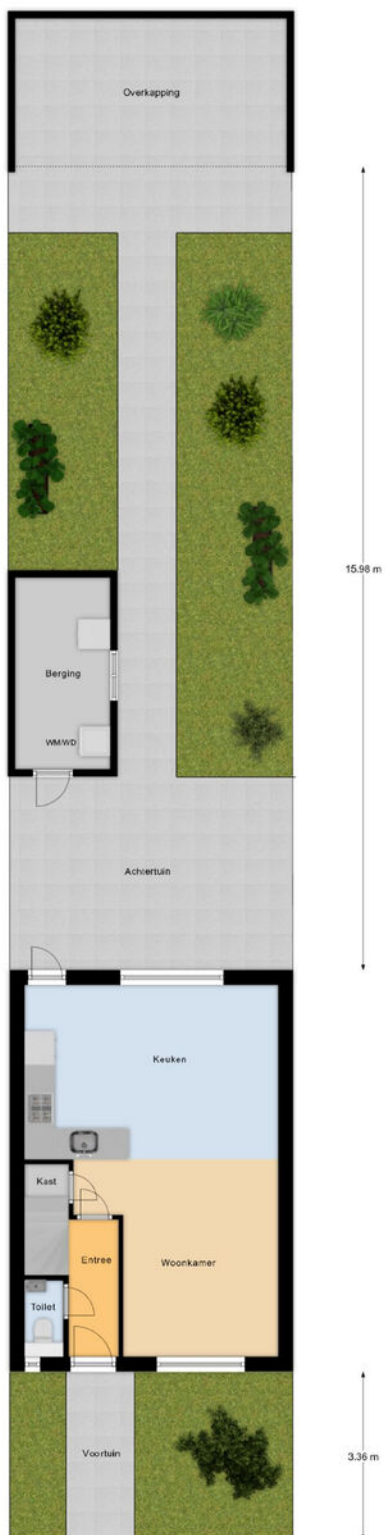 Overkapping
15.98 m
Berging
WM/WD
Achtertuin
Keuken
Kast
Entree
Woonkamer
Toilet
Voortuin
3.36 m